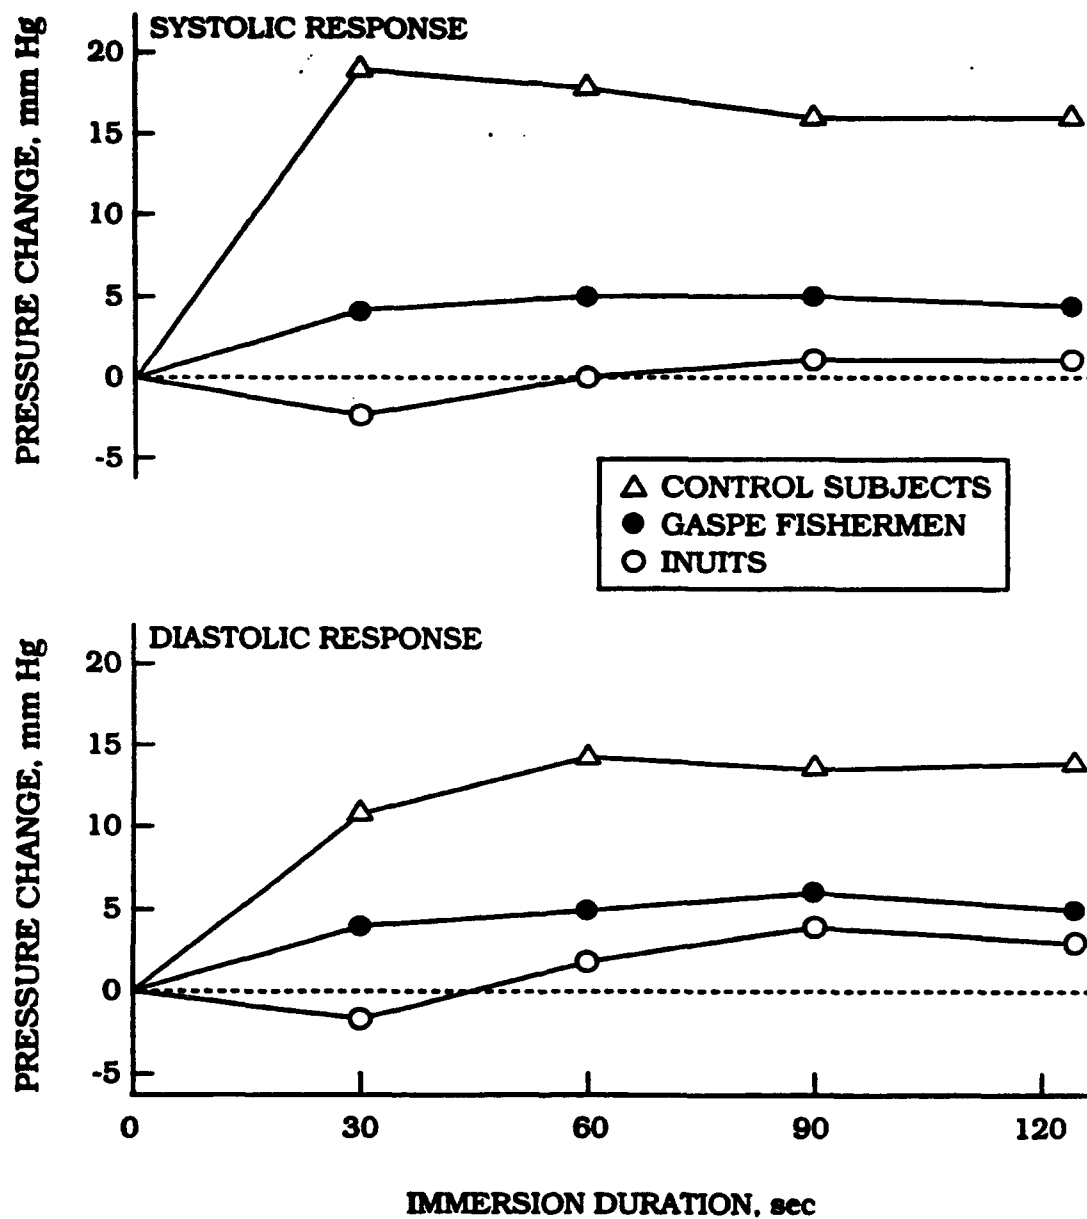 SYSTOLIC RESPONSE
PRESSURE CHANGE, mm Hg
20
15
10
5
0
-5
CONTROL SUBJECTS
GASPE FISHERMEN
INUITS
DIASTOLIC RESPONSE
PRESSURE CHANGE, mm Hg
20
15
10
5
0
-5
0 30 60 90 120
IMMERSION DURATION, sec